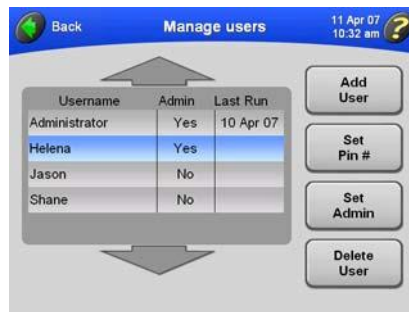 Back
Manage users
11 Apr 07
10:32 am
?
Username Admin Last Run
Administrator Yes 10 Apr 07
Helena Yes
Jason No
Shane No
Add
User
Set
Pin #
Set
Admin
Delete
User